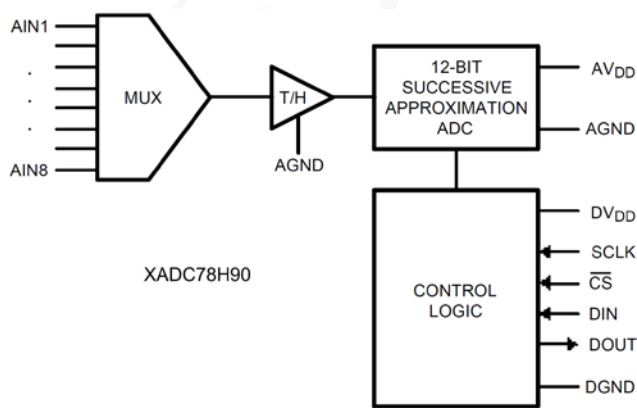 AIN1
.
.
.
AIN8
MUX
T/H
AGND
12-BIT
SUCCESSIVE
APPROXIMATION
ADC
AVDD
AGND
XADC78H90
CONTROL
LOGIC
DVDD
SCLK
C̅S̅
DIN
DOUT
DGND